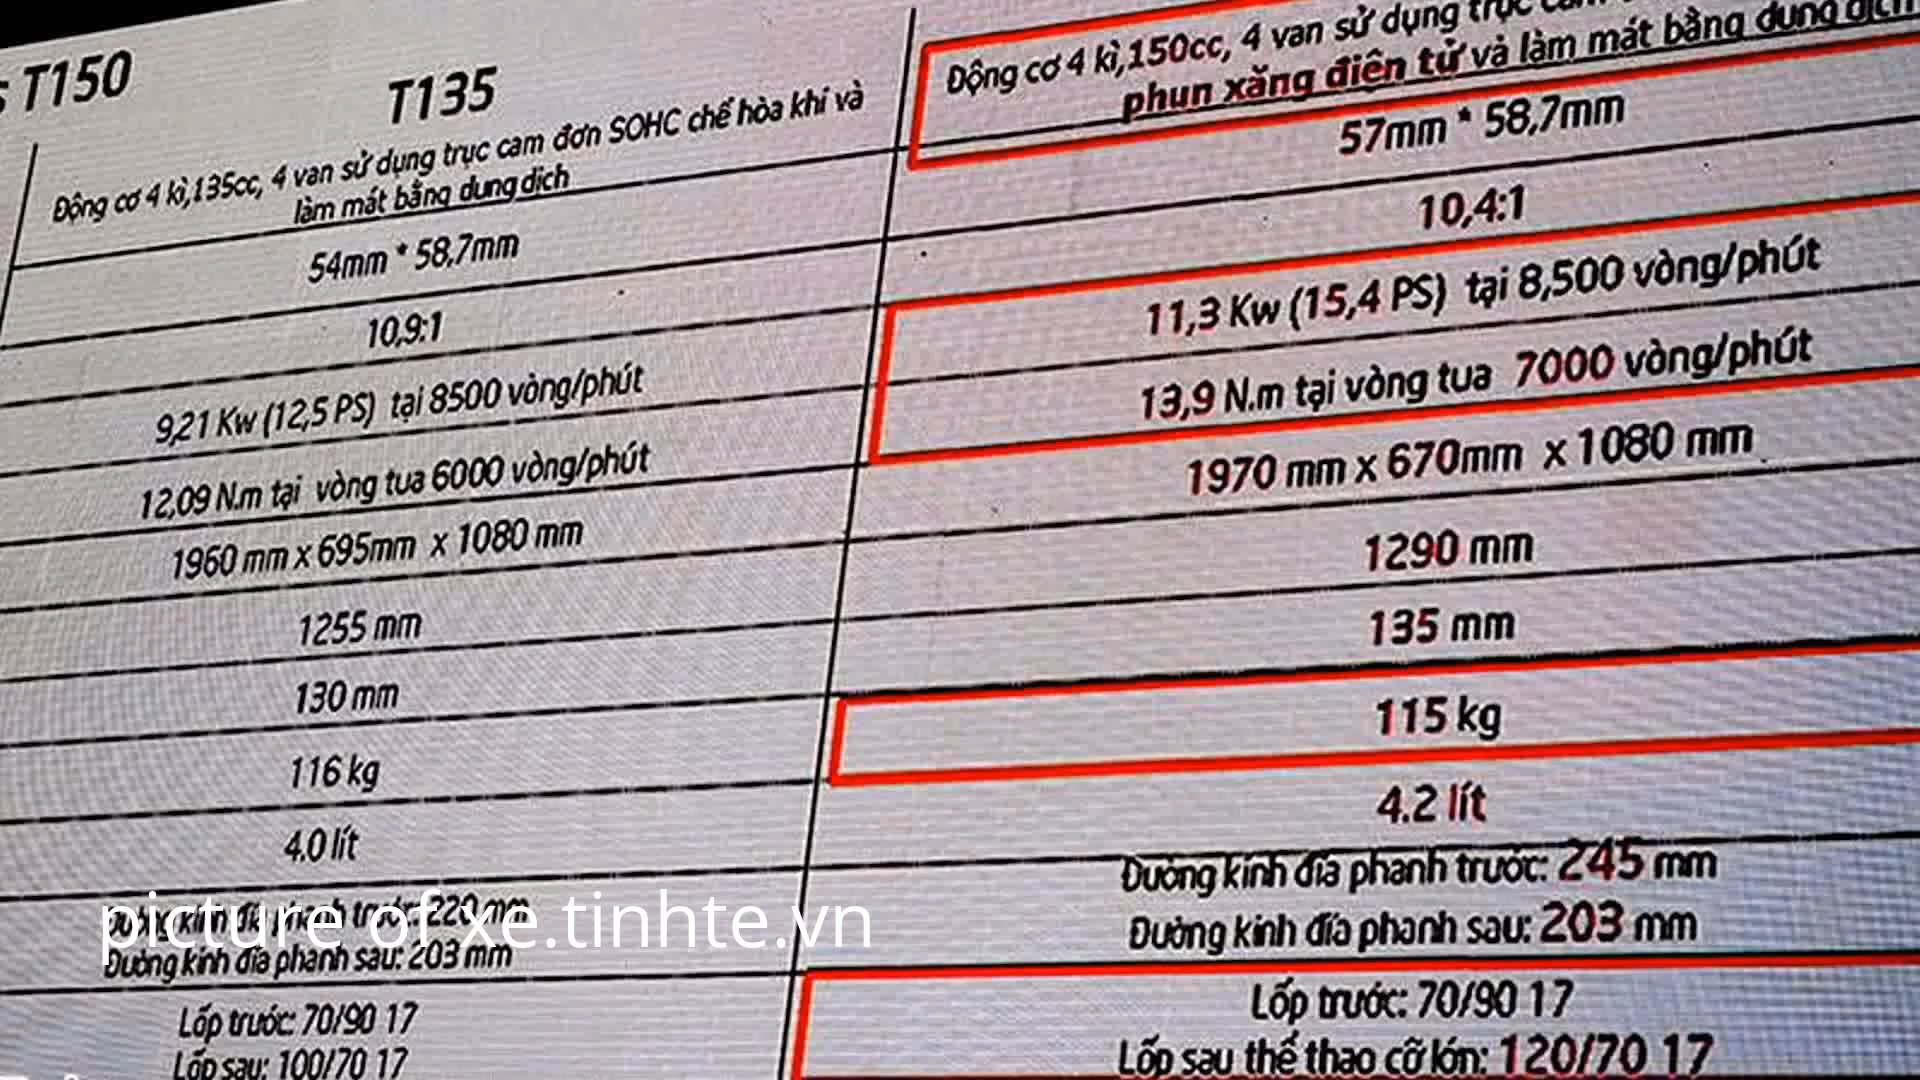 T150
T135
Động cơ 4 kì,135cc, 4 van sử dụng trục cam đơn SOHC chế hòa khí và
làm mát bằng dung dịch
Động cơ 4 kì,150cc, 4 van sử dụng trục
phun xăng điện tử và làm mát bằng dung dịch
54mm * 58,7mm
57mm * 58,7mm
10,9:1
10,4:1
9,21 Kw (12,5 PS) tại 8500 vòng/phút
11,3 Kw (15,4 PS) tại 8,500 vòng/phút
12,09 N.m tại vòng tua 6000 vòng/phút
13,9 N.m tại vòng tua 7000 vòng/phút
1960 mm x 695mm x 1080 mm
1970 mm x 670mm x 1080 mm
1255 mm
1290 mm
130 mm
135 mm
116 kg
115 kg
4.0 lít
4.2 lít
Đường kính đĩa phanh trước: 220 mm
Đường kính đĩa phanh sau: 203 mm
Đường kính đĩa phanh trước: 245 mm
Đường kính đĩa phanh sau: 203 mm
picture of xe.tinhte.vn
Lốp trước: 70/90 17
Lốp sau: 100/70 17
Lốp trước: 70/90 17
Lốp sau thể thao cỡ lớn: 120/70 17